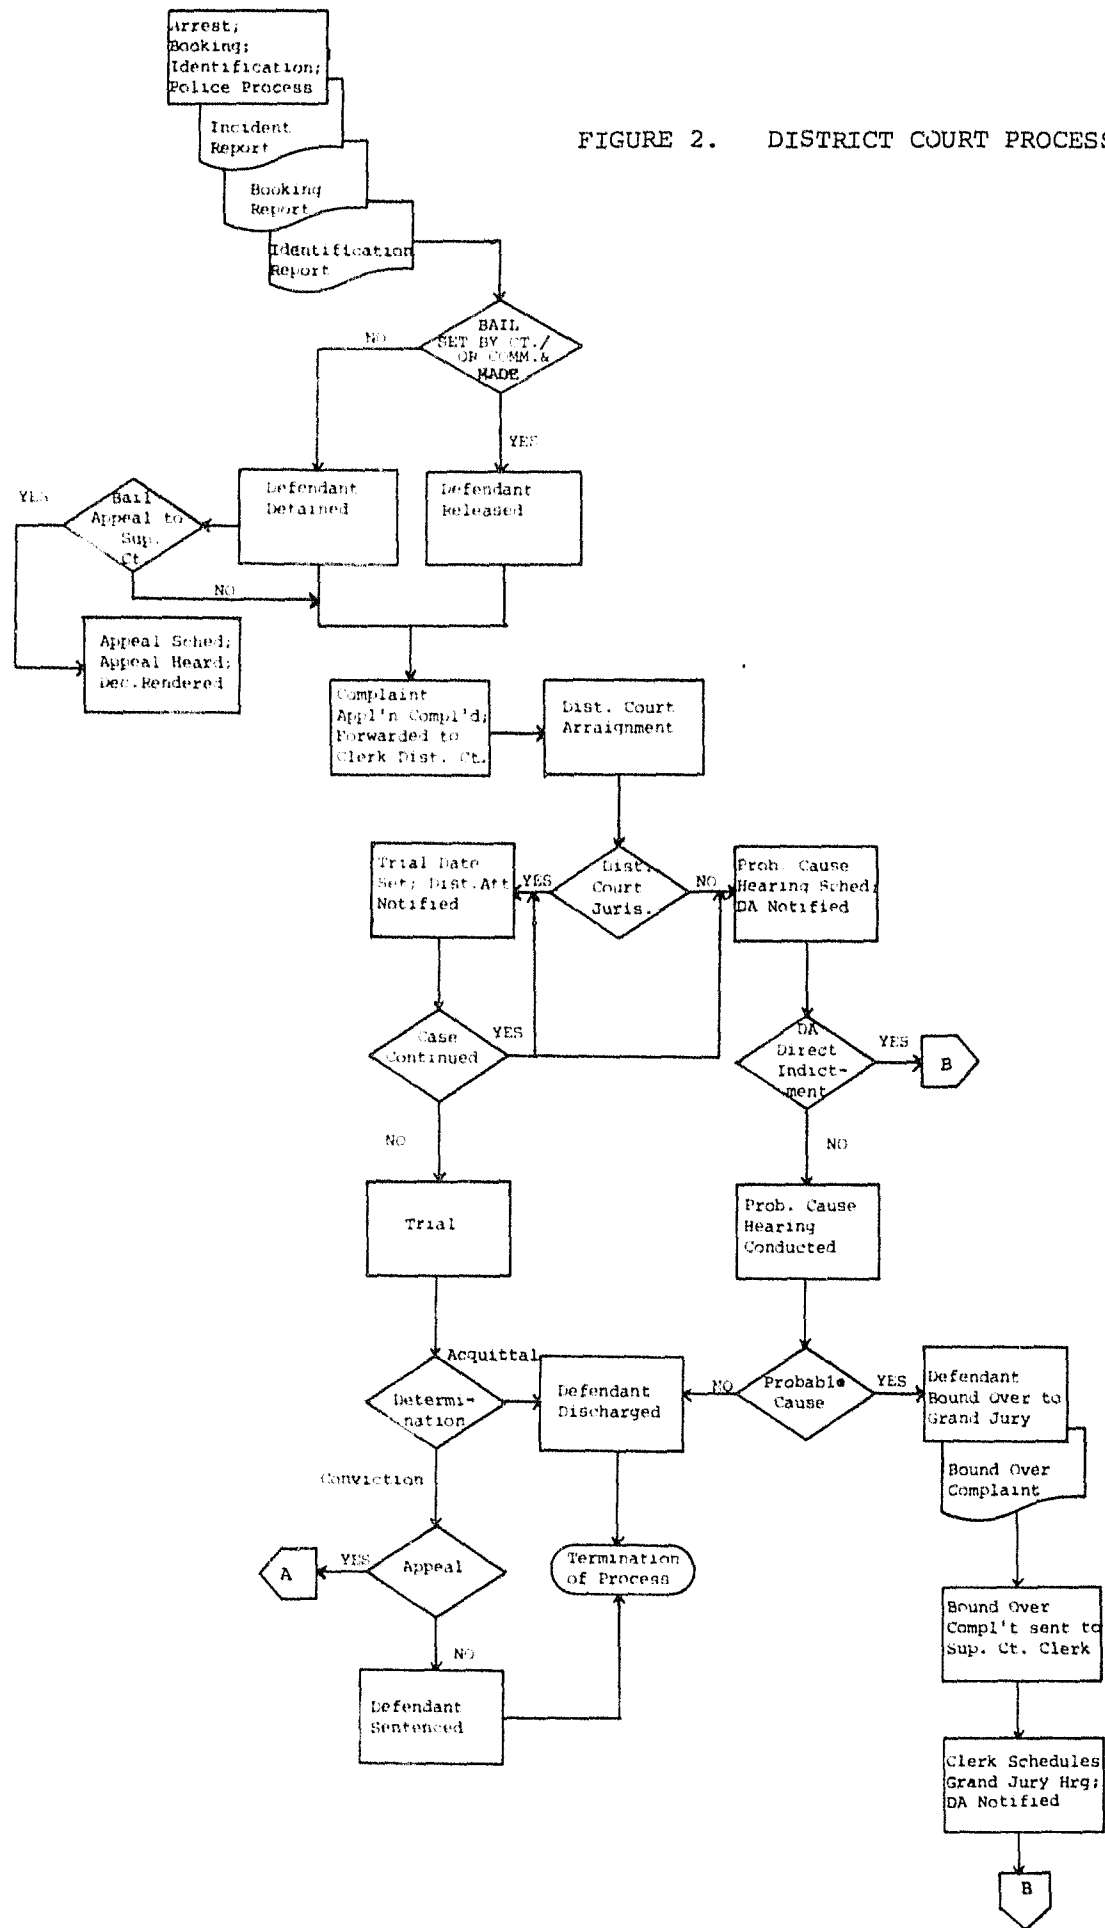 Arrest;
Booking;
Identification;
Police Process
Incident
Report
FIGURE 2. DISTRICT COURT PROCESS
Booking
Report
Identification
Report
BAIL
SET BY CT./
OR COMM.&
MADE
NO
YES
Defendant
Detained
Defendant
Released
YES
Bail
Appeal to
Sup.
Ct.
NO
Appeal Sched;
Appeal Heard;
Dec.Rendered
Complaint
Appl'n Compl'd;
Forwarded to
Clerk Dist. Ct.
Dist. Court
Arraignment
Trial Date
Set; Dist.Att
Notified
YES
Dist.
Court
Juris.
NO
Prob. Cause
Hearing Sched;
DA Notified
Case
Continued
YES
DA
Direct
Indict-
ment
YES
B
NO
NO
Trial
Prob. Cause
Hearing
Conducted
Acquittal
Determi-
nation
Defendant
Discharged
NO
Probable
Cause
YES
Defendant
Bound Over to
Grand Jury
Bound Over
Complaint
Conviction
A
YES
Appeal
Termination
of Process
NO
Bound Over
Compl't sent to
Sup. Ct. Clerk
Defendant
Sentenced
Clerk Schedules
Grand Jury Hrg;
DA Notified
B